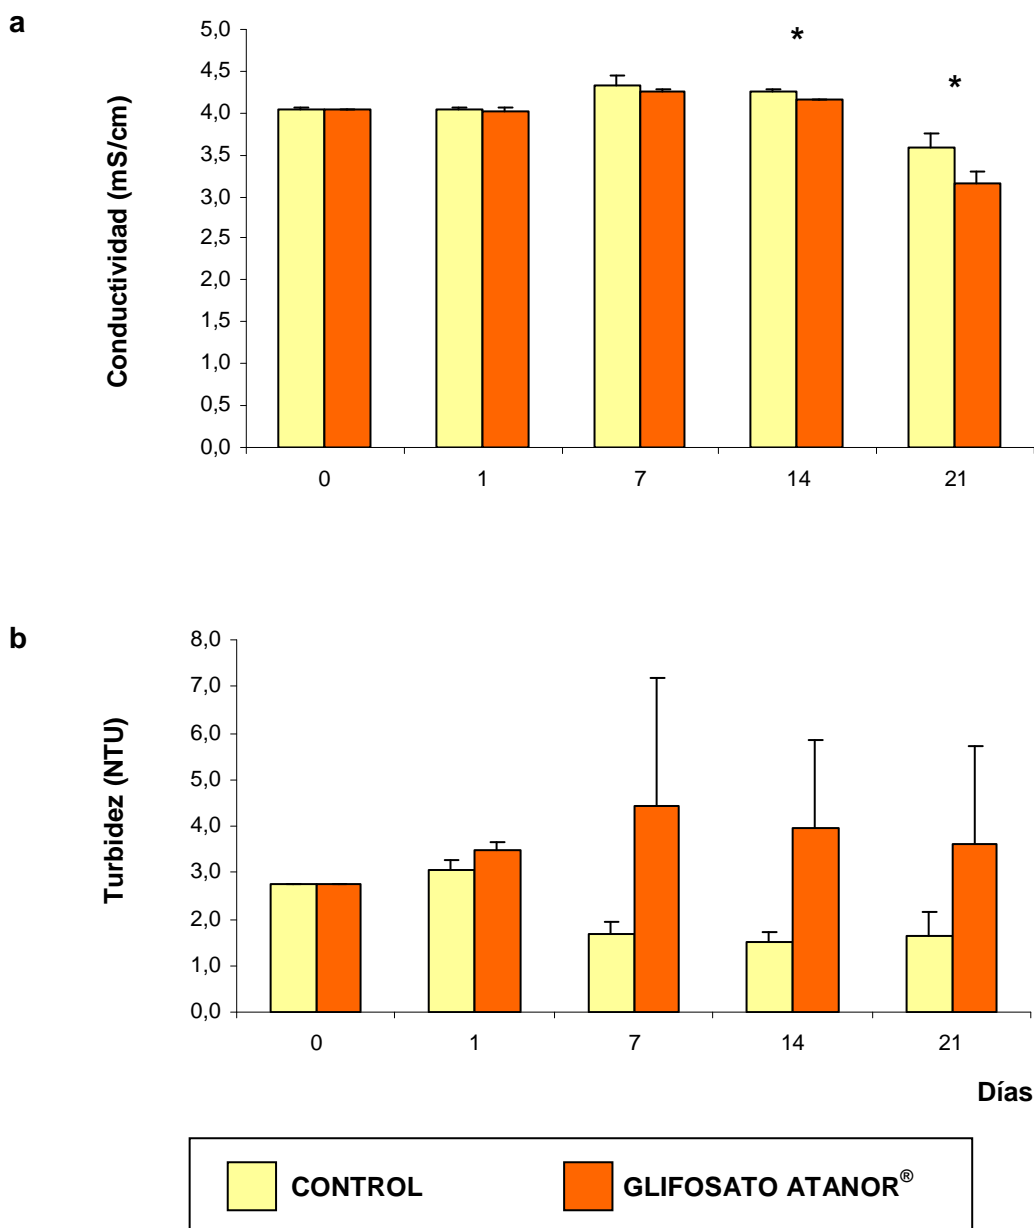 a
Conductividad (mS/cm)
5,0
4,5
4,0
3,5
3,0
2,5
2,0
1,5
1,0
0,5
0,0
*
*
0 1 7 14 21
b
Turbidez (NTU)
8,0
7,0
6,0
5,0
4,0
3,0
2,0
1,0
0,0
0 1 7 14 21
Días
CONTROL GLIFOSATO ATANOR®